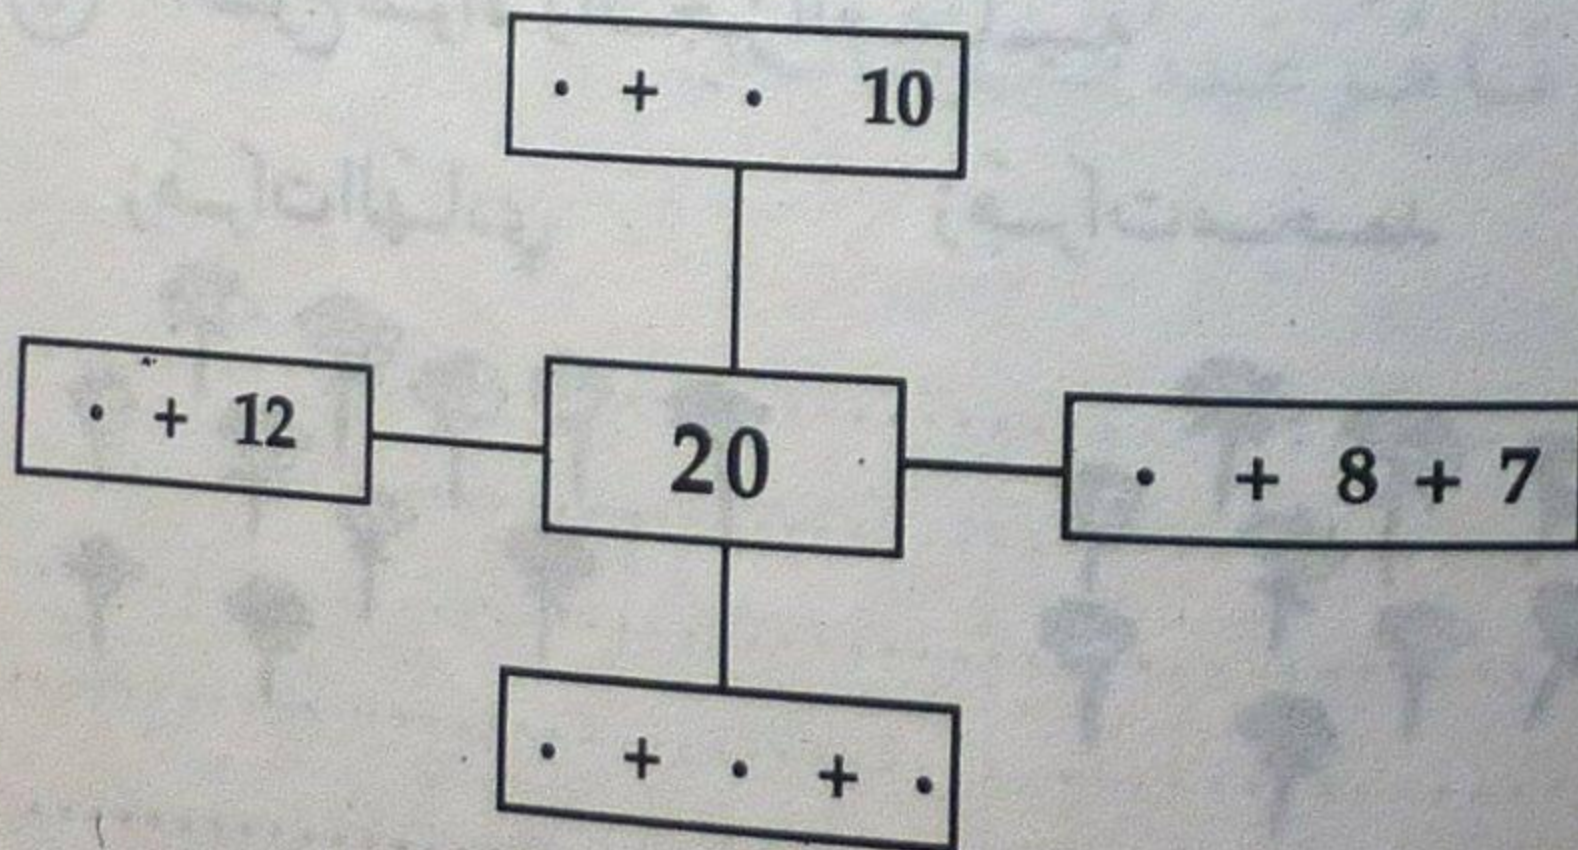 • + • 10
• + 12
20
• + 8 + 7
• + • + •